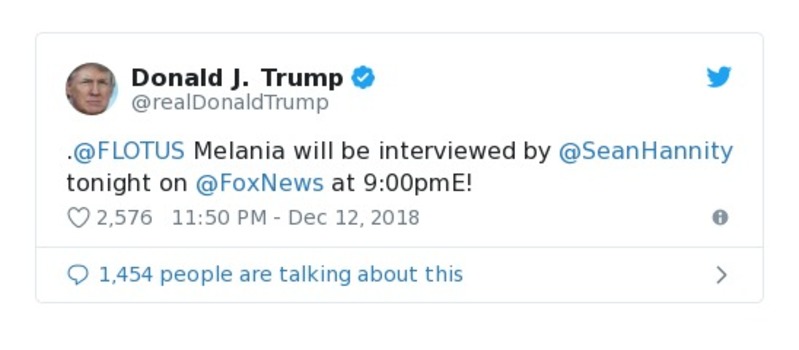 Donald J. Trump
@realDonaldTrump
.@FLOTUS Melania will be interviewed by @SeanHannity
tonight on @FoxNews at 9:00pmE!
2,576 11:50 PM - Dec 12, 2018
1,454 people are talking about this